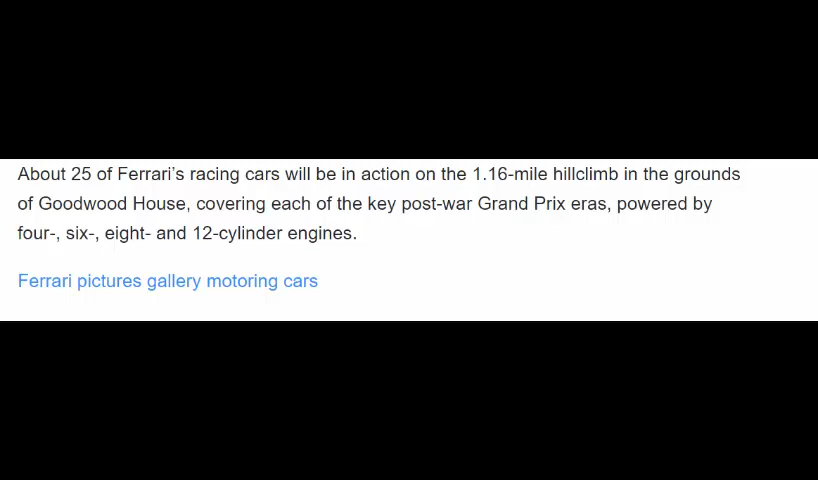 About 25 of Ferrari’s racing cars will be in action on the 1.16-mile hillclimb in the grounds
of Goodwood House, covering each of the key post-war Grand Prix eras, powered by
four-, six-, eight- and 12-cylinder engines.
Ferrari pictures gallery motoring cars